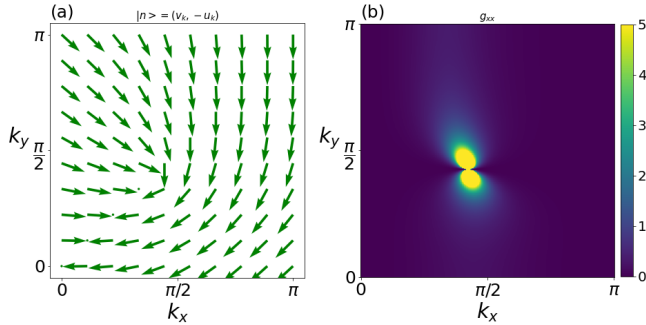 (a)
|n> = (v_k, −u_k)
π
k_y π/2
0
0 π/2 π
k_x
(b)
g_xx
π
k_y π/2
0
0 π/2 π
k_x
5
4
3
2
1
0